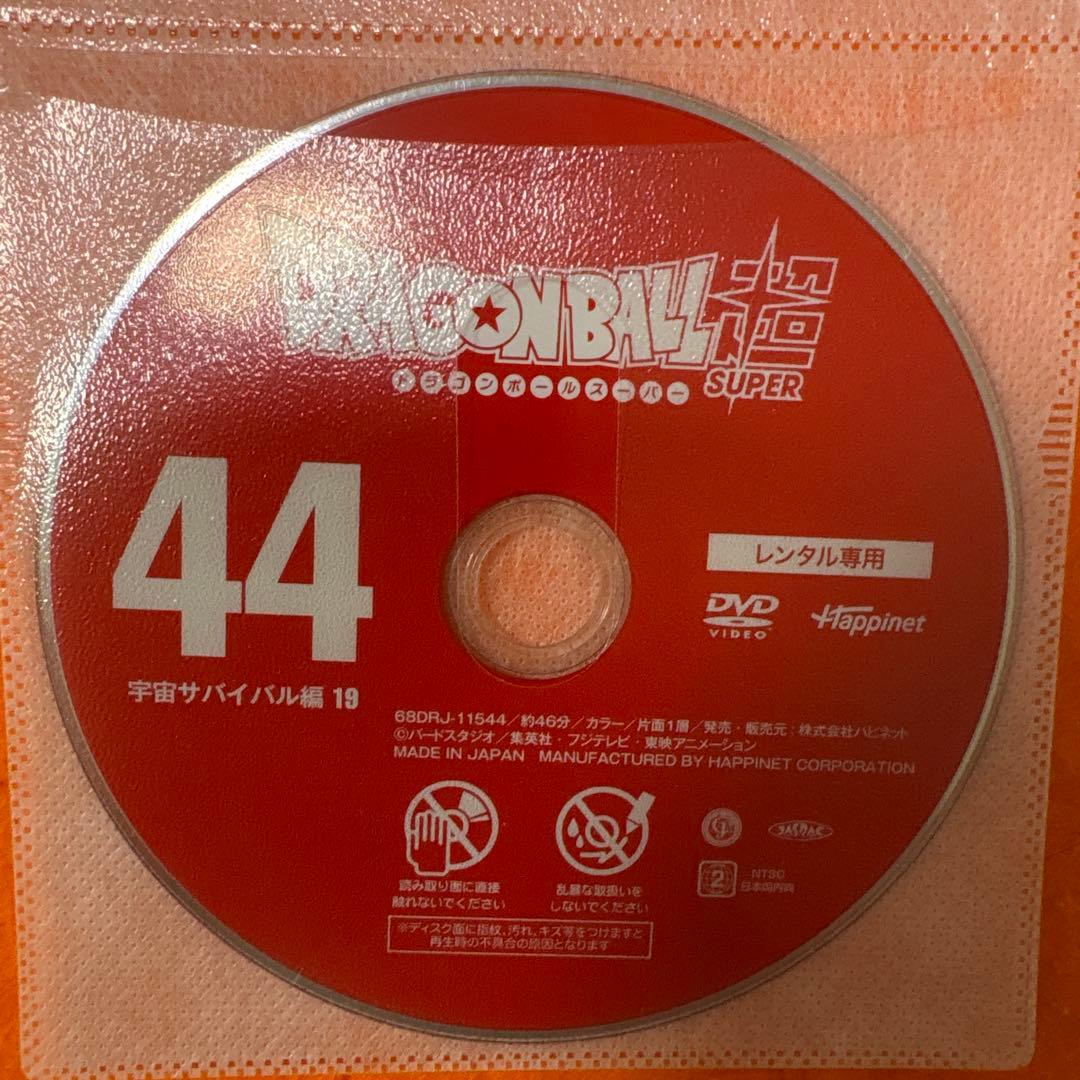 DRAGONBALL超
SUPER
ドラゴンボールスーパー
44
宇宙サバイバル編 19
レンタル専用
DVD
VIDEO
Happinet
68DRJ-11544/約46分/カラー/片面1層/発売・販売元:株式会社ハピネット
©バードスタジオ/集英社・フジテレビ・東映アニメーション
MADE IN JAPAN MANUFACTURED BY HAPPINET CORPORATION
読み取り面に直接
触れないでください
乱暴な取扱いを
しないでください
JASRAC
2
NTSC
日本国内向
※ディスク面に指紋、汚れ、キズ等をつけますと
再生時の不具合の原因となります